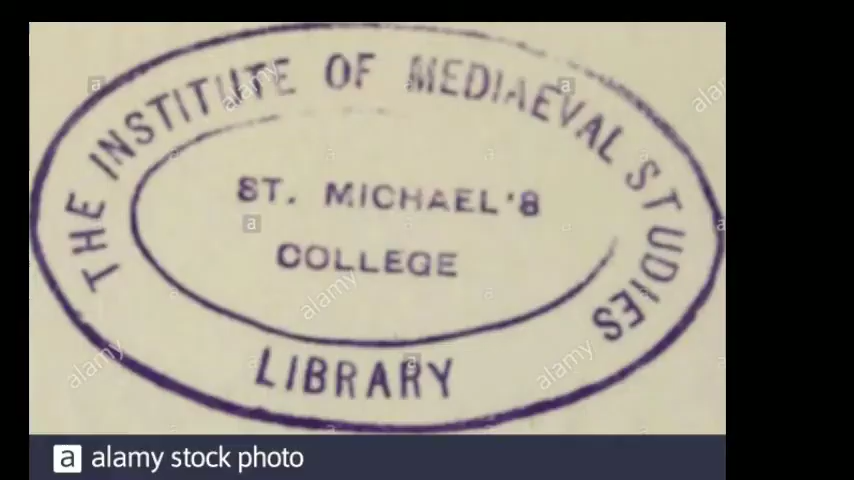 THE INSTITUTE OF MEDIAEVAL STUDIES
ST. MICHAEL'S
COLLEGE
LIBRARY
alamy stock photo